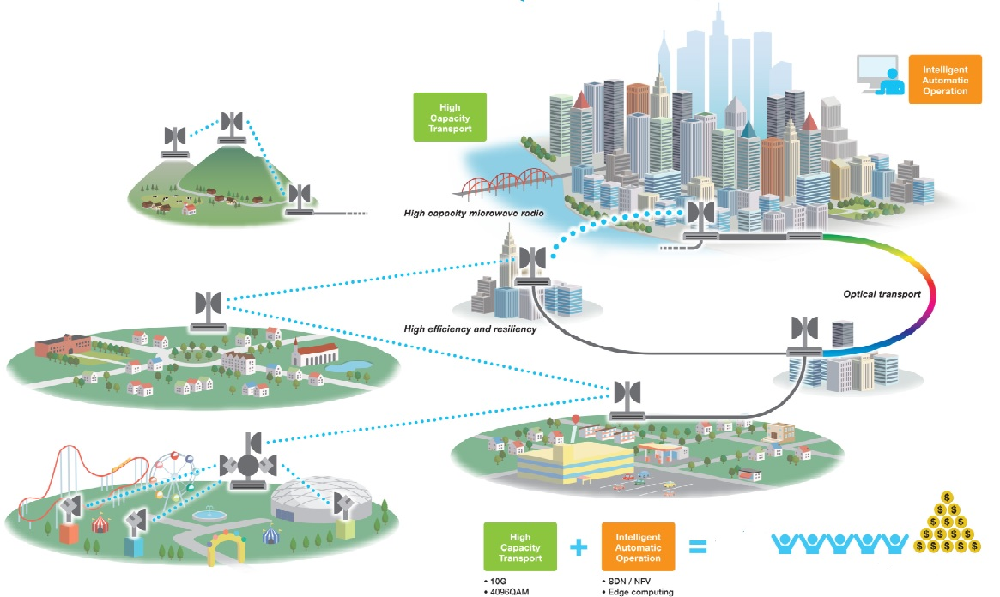 Intelligent
Automatic
Operation
High
Capacity
Transport
High capacity microwave radio
Optical transport
High efficiency and resiliency
High
Capacity
Transport
+
Intelligent
Automatic
Operation
=
$
$ $
$ $ $
$ $ $ $
$ $ $ $ $
• 10G
• 4096QAM
• SDN / NFV
• Edge computing